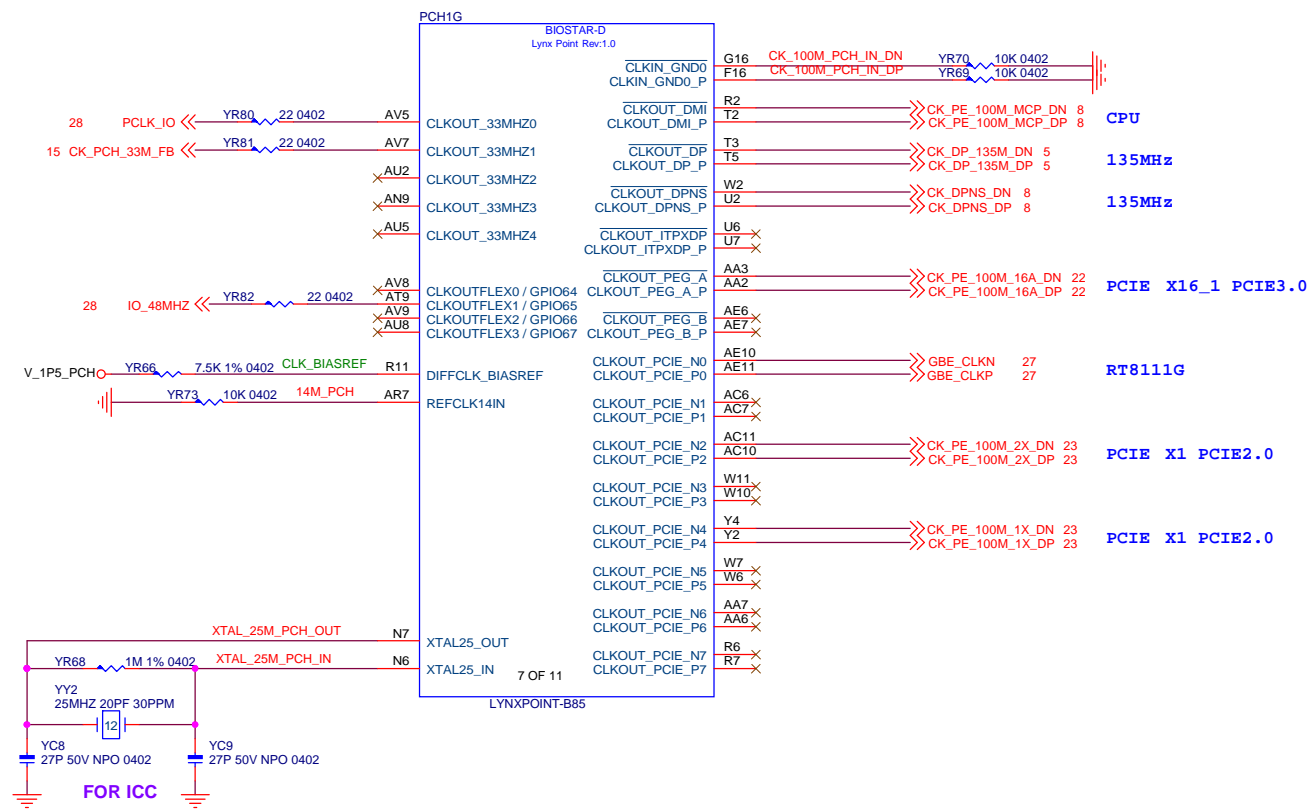 PCH1G
BIOSTAR-D
Lynx Point Rev:1.0
28 PCLK_IO YR80 22 0402 AV5 CLKOUT_33MHZ0
15 CK_PCH_33M_FB YR81 22 0402 AV7 CLKOUT_33MHZ1
AU2 CLKOUT_33MHZ2
AN9 CLKOUT_33MHZ3
AU5 CLKOUT_33MHZ4
AV8 CLKOUTFLEX0 / GPIO64
28 IO_48MHZ YR82 22 0402 AT9 CLKOUTFLEX1 / GPIO65
AV9 CLKOUTFLEX2 / GPIO66
AU8 CLKOUTFLEX3 / GPIO67
V_1P5_PCH YR66 7.5K 1% 0402 CLK_BIASREF R11 DIFFCLK_BIASREF
YR73 10K 0402 14M_PCH AR7 REFCLK14IN
XTAL_25M_PCH_OUT N7 XTAL25_OUT
YR68 1M 1% 0402 XTAL_25M_PCH_IN N6 XTAL25_IN
7 OF 11
YY2
25MHZ 20PF 30PPM
12
YC8
27P 50V NPO 0402
YC9
27P 50V NPO 0402
FOR ICC
CLKIN_GND0 G16 CK_100M_PCH_IN_DN YR70 10K 0402
CLKIN_GND0_P F16 CK_100M_PCH_IN_DP YR69 10K 0402
CLKOUT_DMI R2 CK_PE_100M_MCP_DN 8
CLKOUT_DMI_P T2 CK_PE_100M_MCP_DP 8
CPU
CLKOUT_DP T3 CK_DP_135M_DN 5
CLKOUT_DP_P T5 CK_DP_135M_DP 5
135MHz
CLKOUT_DPNS W2 CK_DPNS_DN 8
CLKOUT_DPNS_P U2 CK_DPNS_DP 8
135MHz
CLKOUT_ITPXDP U6
CLKOUT_ITPXDP_P U7
CLKOUT_PEG_A AA3 CK_PE_100M_16A_DN 22
CLKOUT_PEG_A_P AA2 CK_PE_100M_16A_DP 22
PCIE X16_1 PCIE3.0
CLKOUT_PEG_B AE6
CLKOUT_PEG_B_P AE7
CLKOUT_PCIE_N0 AE10 GBE_CLKN 27
CLKOUT_PCIE_P0 AE11 GBE_CLKP 27
RT8111G
CLKOUT_PCIE_N1 AC6
CLKOUT_PCIE_P1 AC7
CLKOUT_PCIE_N2 AC11 CK_PE_100M_2X_DN 23
CLKOUT_PCIE_P2 AC10 CK_PE_100M_2X_DP 23
PCIE X1 PCIE2.0
CLKOUT_PCIE_N3 W11
CLKOUT_PCIE_P3 W10
CLKOUT_PCIE_N4 Y4 CK_PE_100M_1X_DN 23
CLKOUT_PCIE_P4 Y2 CK_PE_100M_1X_DP 23
PCIE X1 PCIE2.0
CLKOUT_PCIE_N5 W7
CLKOUT_PCIE_P5 W6
CLKOUT_PCIE_N6 AA7
CLKOUT_PCIE_P6 AA6
CLKOUT_PCIE_N7 R6
CLKOUT_PCIE_P7 R7
LYNXPOINT-B85